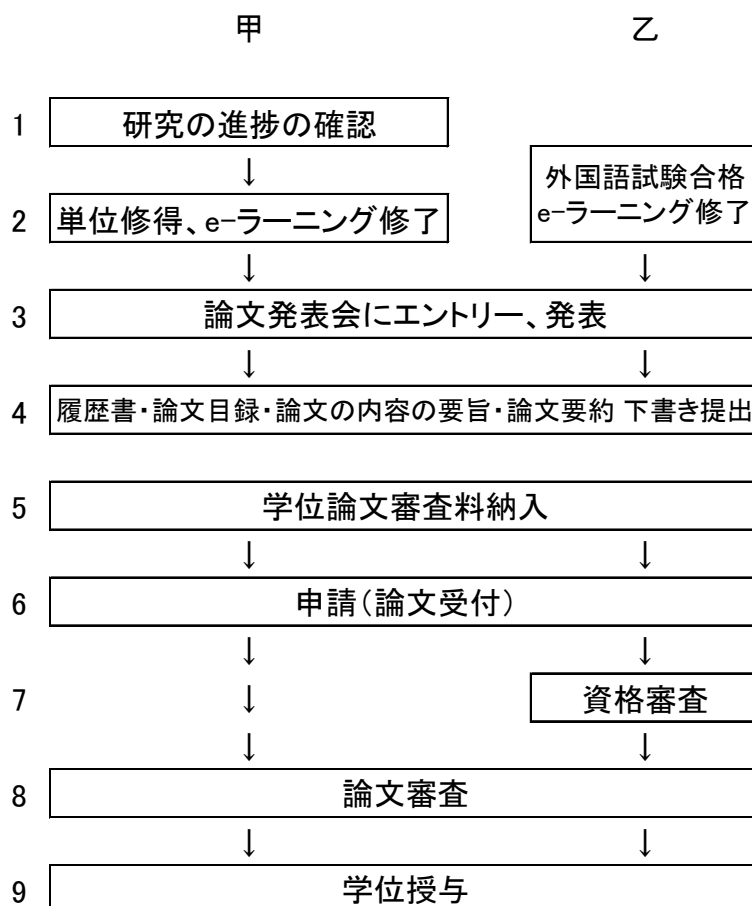 甲 乙
1 研究の進捗の確認
↓
外国語試験合格
2 単位修得、e-ラーニング修了 e-ラーニング修了
↓ ↓
3 論文発表会にエントリー、発表
↓ ↓
4 履歴書・論文目録・論文の内容の要旨・論文要約 下書き提出
5 学位論文審査料納入
↓ ↓
6 申請(論文受付)
↓ ↓
7 ↓ 資格審査
↓ ↓
8 論文審査
↓ ↓
9 学位授与